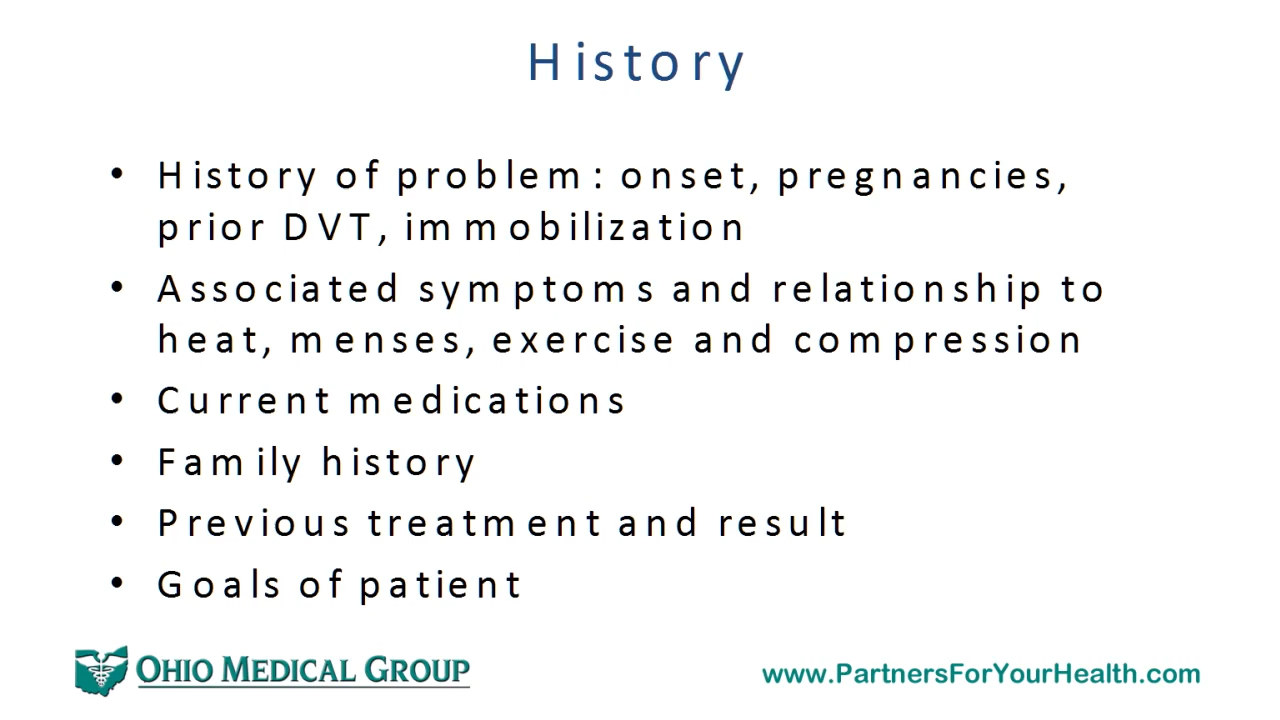 History
• History of problem: onset, pregnancies,
prior DVT, immobilization
• Associated symptoms and relationship to
heat, menses, exercise and compression
• Current medications
• Family history
• Previous treatment and result
• Goals of patient
OHIO MEDICAL GROUP
www.PartnersForYourHealth.com